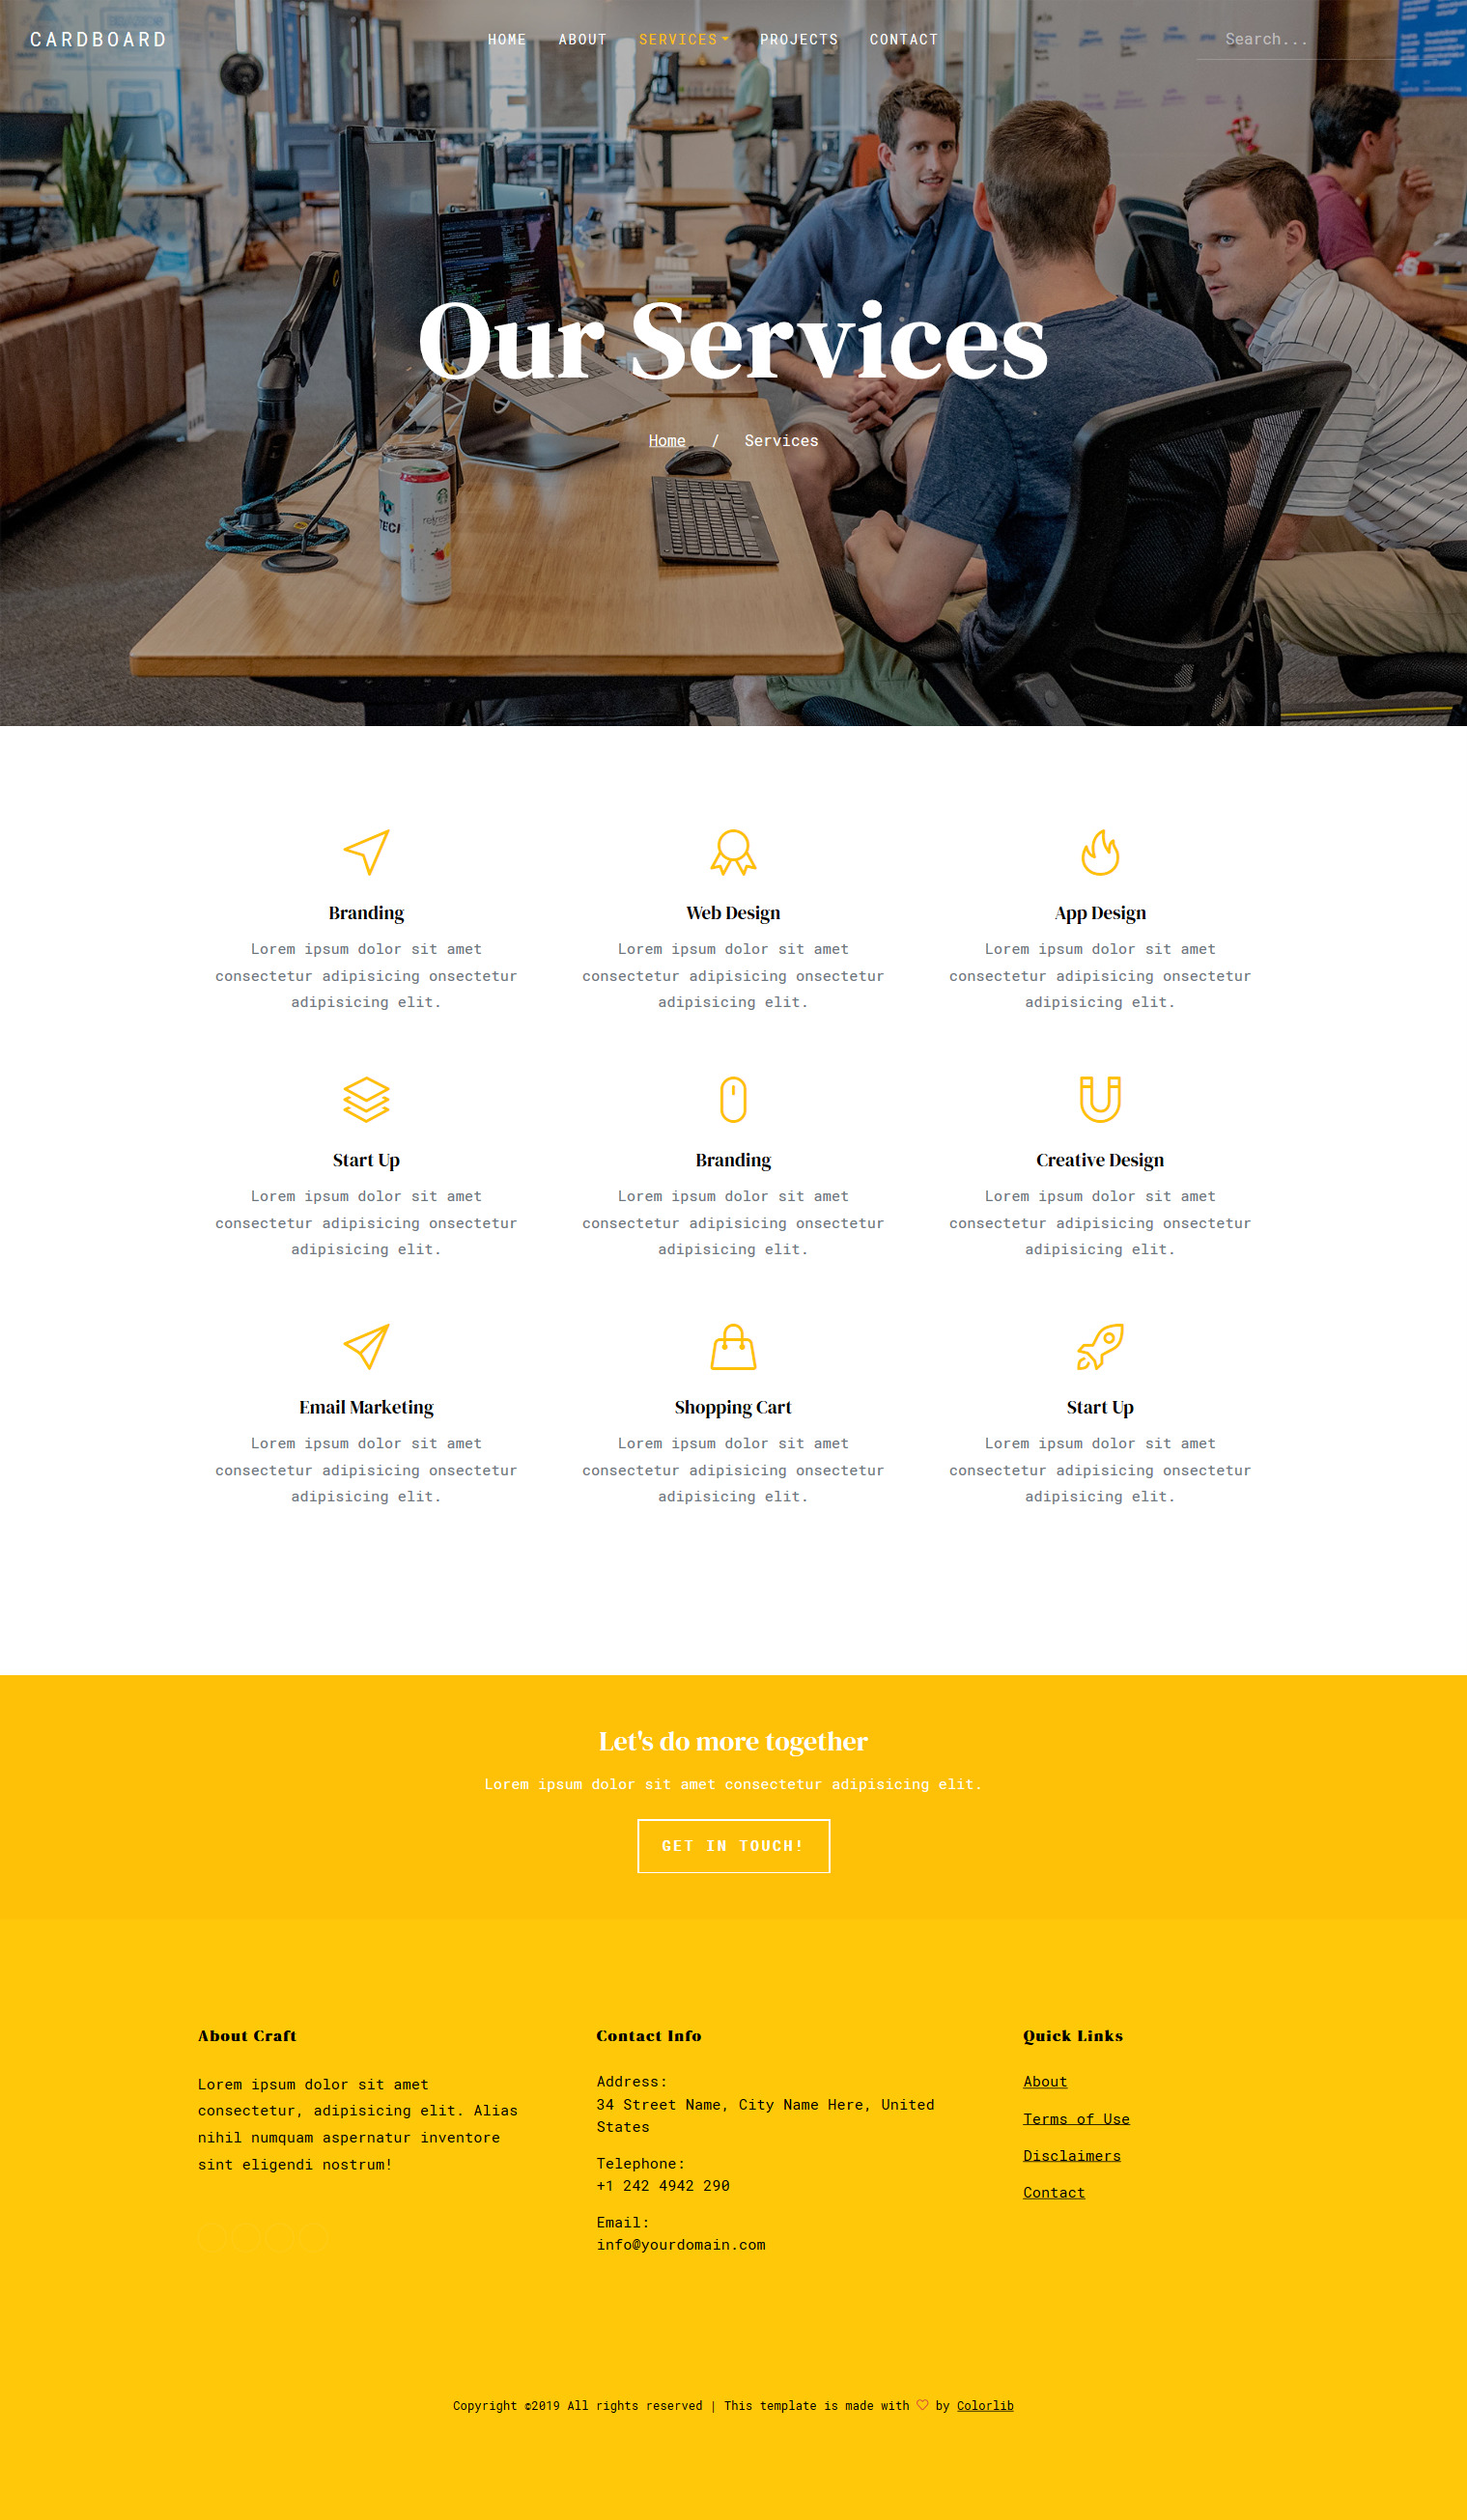 CARDBOARD
HOME ABOUT SERVICES PROJECTS CONTACT
Search...
Our Services
Home / Services
Branding
Lorem ipsum dolor sit amet
consectetur adipisicing onsectetur
adipisicing elit.
Web Design
Lorem ipsum dolor sit amet
consectetur adipisicing onsectetur
adipisicing elit.
App Design
Lorem ipsum dolor sit amet
consectetur adipisicing onsectetur
adipisicing elit.
Start Up
Lorem ipsum dolor sit amet
consectetur adipisicing onsectetur
adipisicing elit.
Branding
Lorem ipsum dolor sit amet
consectetur adipisicing onsectetur
adipisicing elit.
Creative Design
Lorem ipsum dolor sit amet
consectetur adipisicing onsectetur
adipisicing elit.
Email Marketing
Lorem ipsum dolor sit amet
consectetur adipisicing onsectetur
adipisicing elit.
Shopping Cart
Lorem ipsum dolor sit amet
consectetur adipisicing onsectetur
adipisicing elit.
Start Up
Lorem ipsum dolor sit amet
consectetur adipisicing onsectetur
adipisicing elit.
Let's do more together
Lorem ipsum dolor sit amet consectetur adipisicing elit.
GET IN TOUCH!
About Craft
Lorem ipsum dolor sit amet
consectetur, adipisicing elit. Alias
nihil numquam aspernatur inventore
sint eligendi nostrum!
Contact Info
Address:
34 Street Name, City Name Here, United
States
Telephone:
+1 242 4942 290
Email:
info@yourdomain.com
Quick Links
About
Terms of Use
Disclaimers
Contact
Copyright ©2019 All rights reserved | This template is made with ♡ by Colorlib